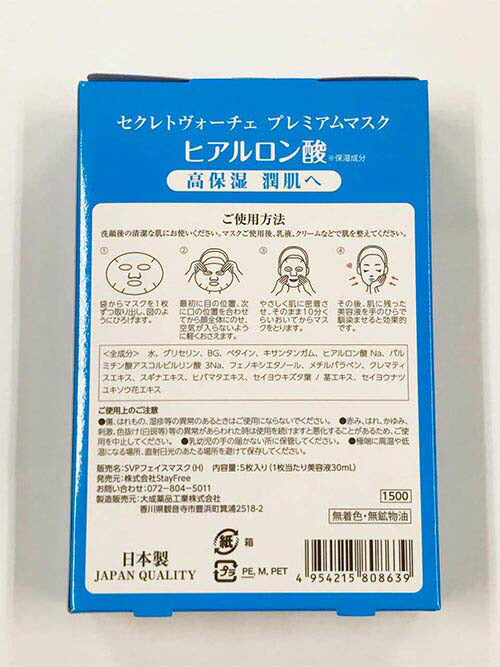 セクレトヴォーチェ プレミアムマスク
ヒアルロン酸 ※保湿成分
高保湿 潤肌へ
ご使用方法
洗顔後の清潔な肌にお使いください。マスクご使用後、乳液、クリームなどで肌を整えてください。
① ② ③ ④
袋からマスクを1枚
ずつ取り出し、図の
ようにひろげます。
最初に目の位置、次
に口の位置を合わせ
てから顔全体にのせ、
空気が入らないよう
に軽くおさえます。
やさしく肌に密着さ
せ、そのまま10分く
らいおいてからマス
クをとります。
その後、肌に残った
美容液を手のひらで
馴染ませると効果的
です。
<全成分> 水、グリセリン、BG、ベタイン、キサンタンガム、ヒアルロン酸 Na、パル
ミチン酸アスコルビルリン酸 3Na、フェノキシエタノール、メチルパラベン、クレマティ
スエキス、スギナエキス、ヒバマタエキス、セイヨウキズタ葉 / 茎エキス、セイヨウナツ
ユキソウ花エキス
ご使用上のご注意
●傷、はれもの、湿疹等の異常のあるときはご使用にならないでください。 ●赤み、はれ、かゆみ、
刺激、色抜け(白斑等)等の異常があらわれた時は使用を続けますと悪化することがあるため、ご使
用を中止してください。 ●乳幼児の手の届かない所に保管してください。 ●極端に高温や低
温になる場所、直射日光のあたる場所を避けて保存してください。
販売名:SVPフェイスマスク(H) 内容量:5枚入り(1枚当たり美容液30mL)
発売元:株式会社StayFree
お問い合わせ:072-804-5011
製造販売元:大成薬品工業株式会社
香川県観音寺市豊浜町箕浦2518-2
1500
無着色・無鉱物油
紙 箱
日本製
JAPAN QUALITY
プラ PE, M, PET
4 954215 808639